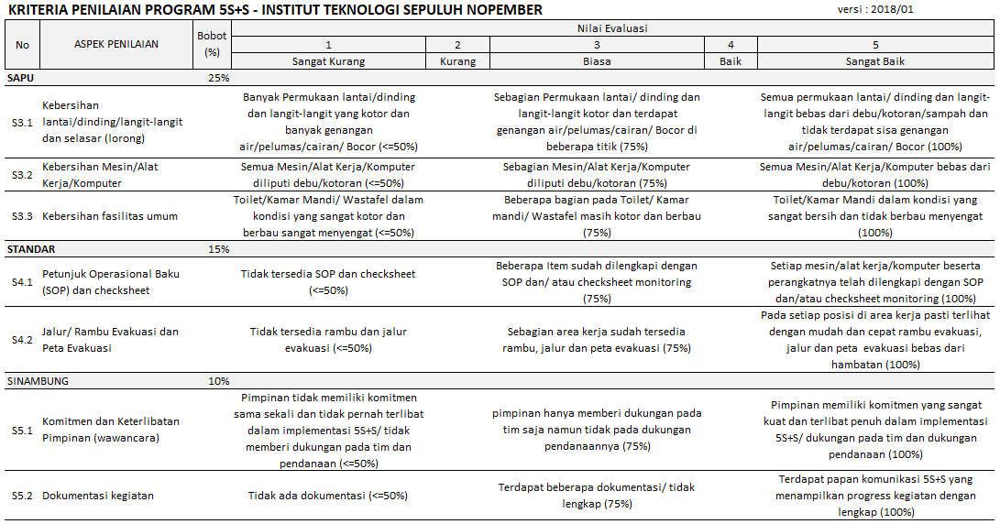 KRITERIA PENILAIAN PROGRAM 5S+S - INSTITUT TEKNOLOGI SEPULUH NOPEMBER
versi : 2018/01
No
ASPEK PENILAIAN
Bobot
(%)
Nilai Evaluasi
1
2
3
4
5
Sangat Kurang
Kurang
Biasa
Baik
Sangat Baik
SAPU
25%
S3.1
Kebersihan
lantai/dinding/langit-langit
dan selasar (lorong)
Banyak Permukaan lantai/dinding
dan langit-langit yang kotor dan
banyak genangan
air/pelumas/cairan/ Bocor (<=50%)
Sebagian Permukaan lantai/ dinding dan
langit-langit kotor dan terdapat
genangan air/pelumas/cairan/ Bocor di
beberapa titik (75%)
Semua permukaan lantai/ dinding dan langit-
langit bebas dari debu/kotoran/sampah dan
tidak terdapat sisa genangan
air/pelumas/cairan/ Bocor (100%)
S3.2
Kebersihan Mesin/Alat
Kerja/Komputer
Semua Mesin/Alat Kerja/Komputer
diliputi debu/kotoran (<=50%)
Sebagian Mesin/Alat Kerja/Komputer
diliputi debu/kotoran (75%)
Semua Mesin/Alat Kerja/Komputer bebas dari
debu/kotoran (100%)
S3.3
Kebersihan fasilitas umum
Toilet/Kamar Mandi/ Wastafel dalam
kondisi yang sangat kotor dan
berbau sangat menyengat (<=50%)
Beberapa bagian pada Toilet/ Kamar
mandi/ Wastafel masih kotor dan berbau
(75%)
Toilet/Kamar Mandi dalam kondisi yang
sangat bersih dan tidak berbau menyengat
(100%)
STANDAR
15%
S4.1
Petunjuk Operasional Baku
(SOP) dan checksheet
Tidak tersedia SOP dan checksheet
(<=50%)
Beberapa Item sudah dilengkapi dengan
SOP dan/ atau checksheet monitoring
(75%)
Setiap mesin/alat kerja/komputer beserta
perangkatnya telah dilengkapi dengan SOP
dan/atau checksheet monitoring (100%)
S4.2
Jalur/ Rambu Evakuasi dan
Peta Evakuasi
Tidak tersedia rambu dan jalur
evakuasi (<=50%)
Sebagian area kerja sudah tersedia
rambu, jalur dan peta evakuasi (75%)
Pada setiap posisi di area kerja pasti terlihat
dengan mudah dan cepat rambu evakuasi,
jalur dan peta  evakuasi bebas dari
hambatan (100%)
SINAMBUNG
10%
S5.1
Komitmen dan Keterlibatan
Pimpinan (wawancara)
Pimpinan tidak memiliki komitmen
sama sekali dan tidak pernah terlibat
dalam implementasi 5S+S/ tidak
memberi dukungan pada tim dan
pendanaan (<=50%)
pimpinan hanya memberi dukungan pada
tim saja namun tidak pada dukungan
pendanaannya (75%)
Pimpinan memiliki komitmen yang sangat
kuat dan terlibat penuh dalam implementasi
5S+S/ dukungan pada tim dan dukungan
pendanaan (100%)
S5.2
Dokumentasi kegiatan
Tidak ada dokumentasi (<=50%)
Terdapat beberapa dokumentasi/ tidak
lengkap (75%)
Terdapat papan komunikasi 5S+S yang
menampilkan progress kegiatan dengan
lengkap (100%)